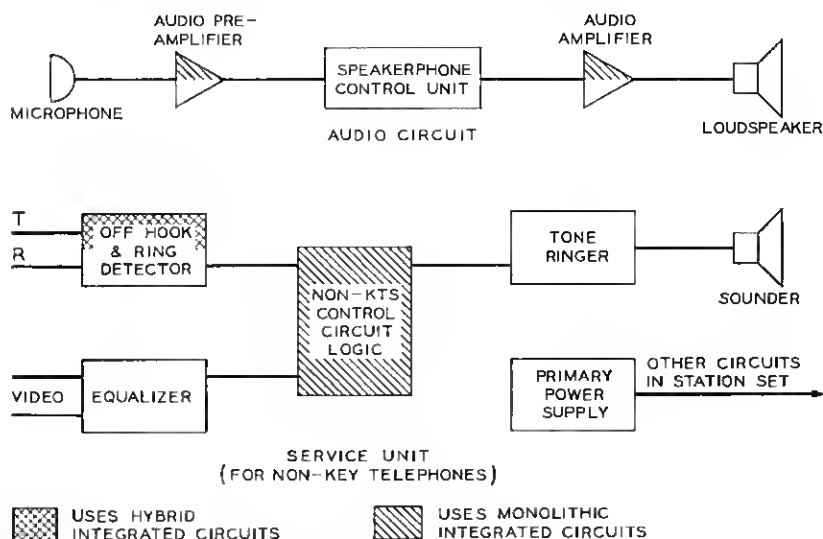 AUDIO PRE-
AMPLIFIER
AUDIO
AMPLIFIER
SPEAKERPHONE
CONTROL UNIT
MICROPHONE
AUDIO CIRCUIT
LOUDSPEAKER
T
R
OFF HOOK
& RING
DETECTOR
NON-KTS
CONTROL
CIRCUIT
LOGIC
TONE
RINGER
SOUNDER
VIDEO
EQUALIZER
PRIMARY
POWER
SUPPLY
OTHER CIRCUITS
IN STATION SET
SERVICE UNIT
(FOR NON-KEY TELEPHONES)
USES HYBRID
INTEGRATED CIRCUITS
USES MONOLITHIC
INTEGRATED CIRCUITS